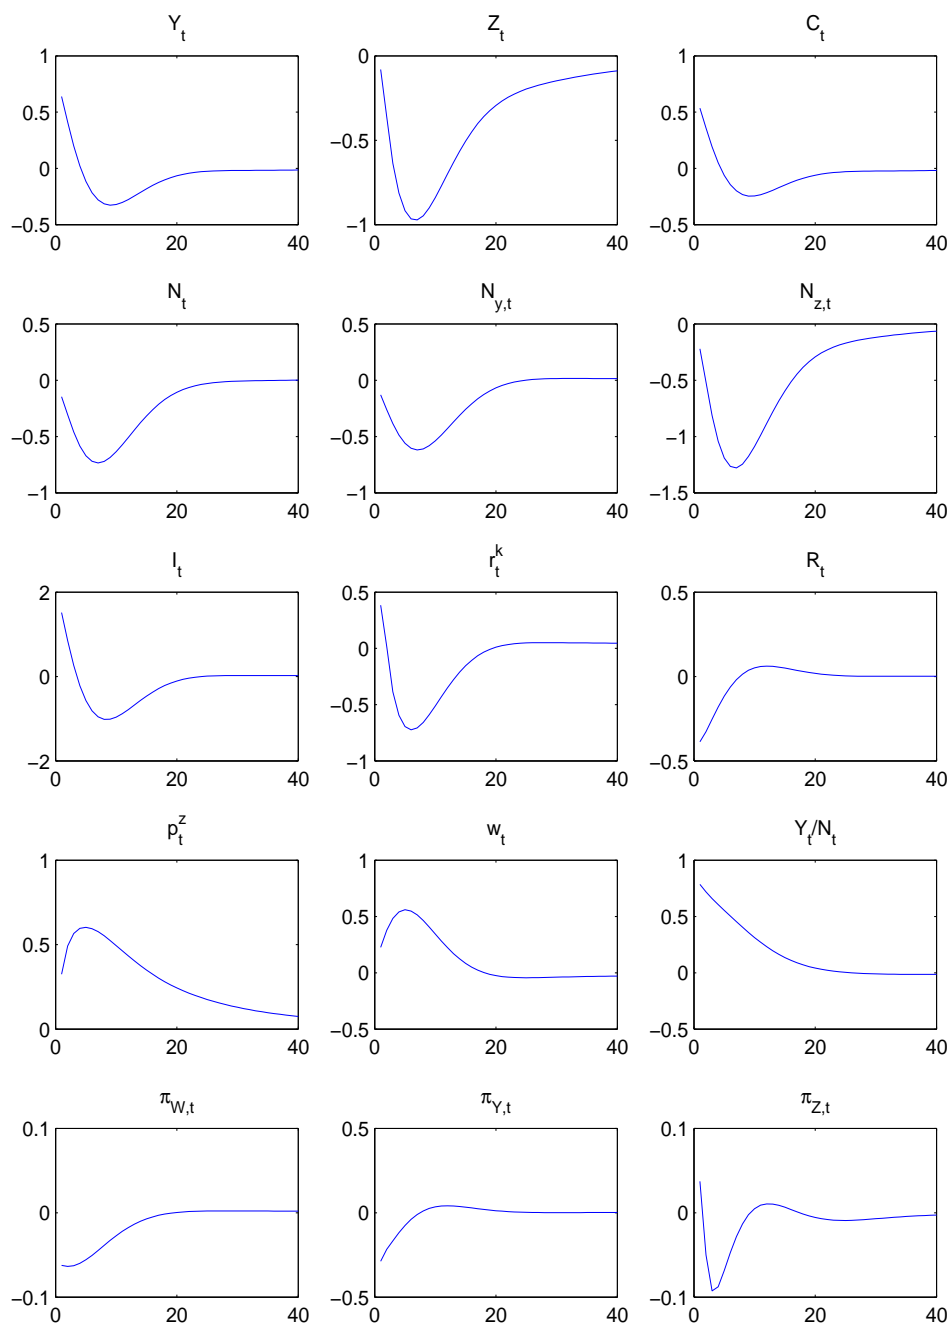 Y_t Z_t C_t
1 0 1
0.5 −0.5 0.5
0 0
−0.5 −1 −0.5
0 20 40 0 20 40 0 20 40
N_t N_{y,t} N_{z,t}
0.5 0.5 0
0 0 −0.5
−0.5 −0.5 −1
−1 −1 −1.5
0 20 40 0 20 40 0 20 40
I_t r_t^k R_t
2 0.5 0.5
0 0 0
−0.5
−2 −1 −0.5
0 20 40 0 20 40 0 20 40
p_t^z w_t Y_t/N_t
1 1 1
0.5 0.5 0.5
0 0
0 −0.5 −0.5
0 20 40 0 20 40 0 20 40
π_{W,t} π_{Y,t} π_{Z,t}
0.1 0.5 0.1
0 0 0
−0.1 −0.5 −0.1
0 20 40 0 20 40 0 20 40